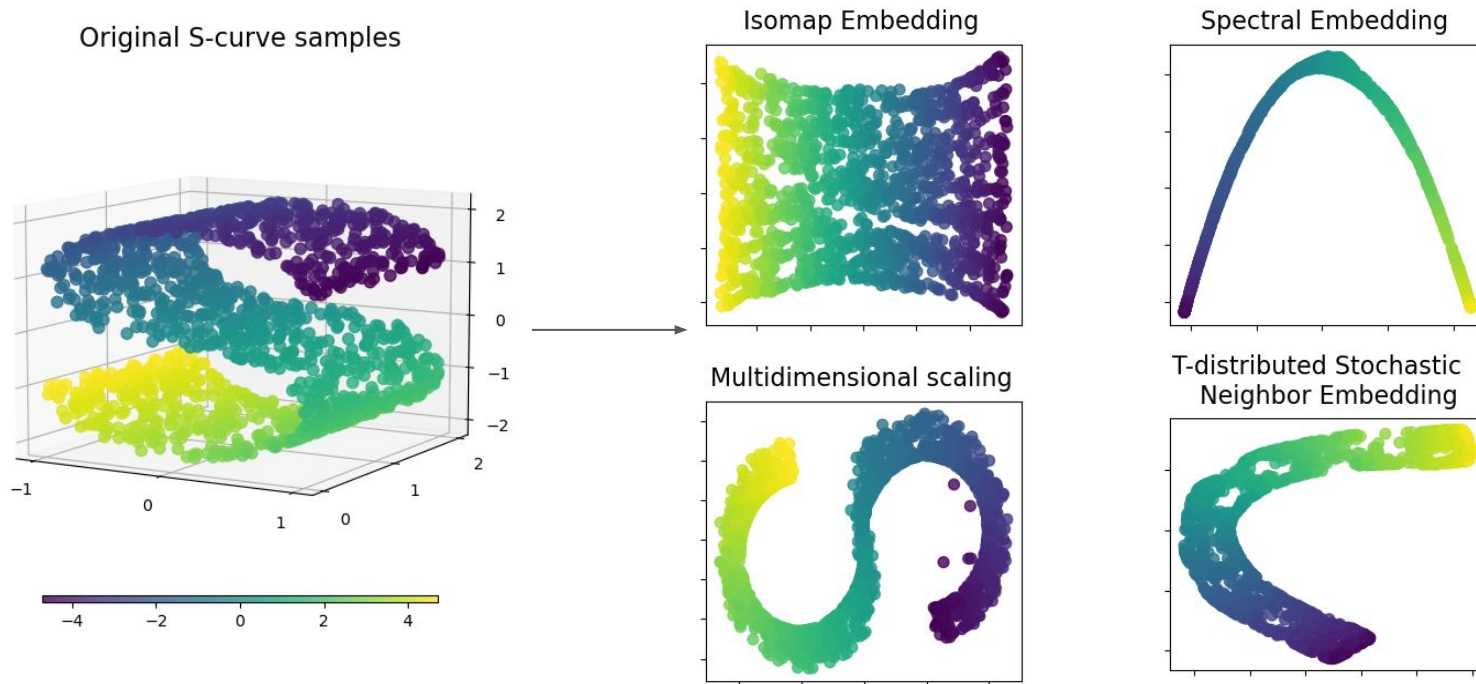 Original S-curve samples
2
1
0
−1
−2
−1
0
1
0
1
2
−4
−2
0
2
4
Isomap Embedding
Spectral Embedding
Multidimensional scaling
T-distributed Stochastic
Neighbor Embedding